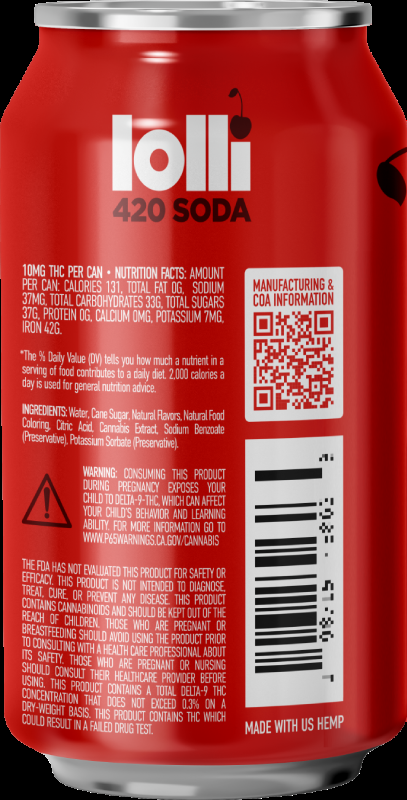 lolli
420 SODA
10MG THC PER CAN • NUTRITION FACTS: AMOUNT
PER CAN: CALORIES 131, TOTAL FAT 0G, SODIUM
37MG, TOTAL CARBOHYDRATES 33G, TOTAL SUGARS
37G, PROTEIN 0G, CALCIUM 0MG, POTASSIUM 7MG,
IRON 42G.
*The % Daily Value (DV) tells you how much a nutrient in a
serving of food contributes to a daily diet. 2,000 calories a
day is used for general nutrition advice.
INGREDIENTS: Water, Cane Sugar, Natural Flavors, Natural Food
Coloring, Citric Acid, Cannabis Extract, Sodium Benzoate
(Preservative), Potassium Sorbate (Preservative).
WARNING: CONSUMING THIS PRODUCT
DURING PREGNANCY EXPOSES YOUR
CHILD TO DELTA-9-THC, WHICH CAN AFFECT
YOUR CHILD'S BEHAVIOR AND LEARNING
ABILITY. FOR MORE INFORMATION GO TO
WWW.P65WARNINGS.CA.GOV/CANNABIS
THE FDA HAS NOT EVALUATED THIS PRODUCT FOR SAFETY OR
EFFICACY. THIS PRODUCT IS NOT INTENDED TO DIAGNOSE,
TREAT, CURE, OR PREVENT ANY DISEASE. THIS PRODUCT
CONTAINS CANNABINOIDS AND SHOULD BE KEPT OUT OF THE
REACH OF CHILDREN. THOSE WHO ARE PREGNANT OR
BREASTFEEDING SHOULD AVOID USING THE PRODUCT PRIOR
TO CONSULTING WITH A HEALTH CARE PROFESSIONAL ABOUT
ITS SAFETY. THOSE WHO ARE PREGNANT OR NURSING
SHOULD CONSULT THEIR HEALTHCARE PROVIDER BEFORE
USING. THIS PRODUCT CONTAINS A TOTAL DELTA-9 THC
CONCENTRATION THAT DOES NOT EXCEED 0.3% ON A
DRY-WEIGHT BASIS. THIS PRODUCT CONTAINS THC WHICH
COULD RESULT IN A FAILED DRUG TEST.
MANUFACTURING &
COA INFORMATION
MADE WITH US HEMP